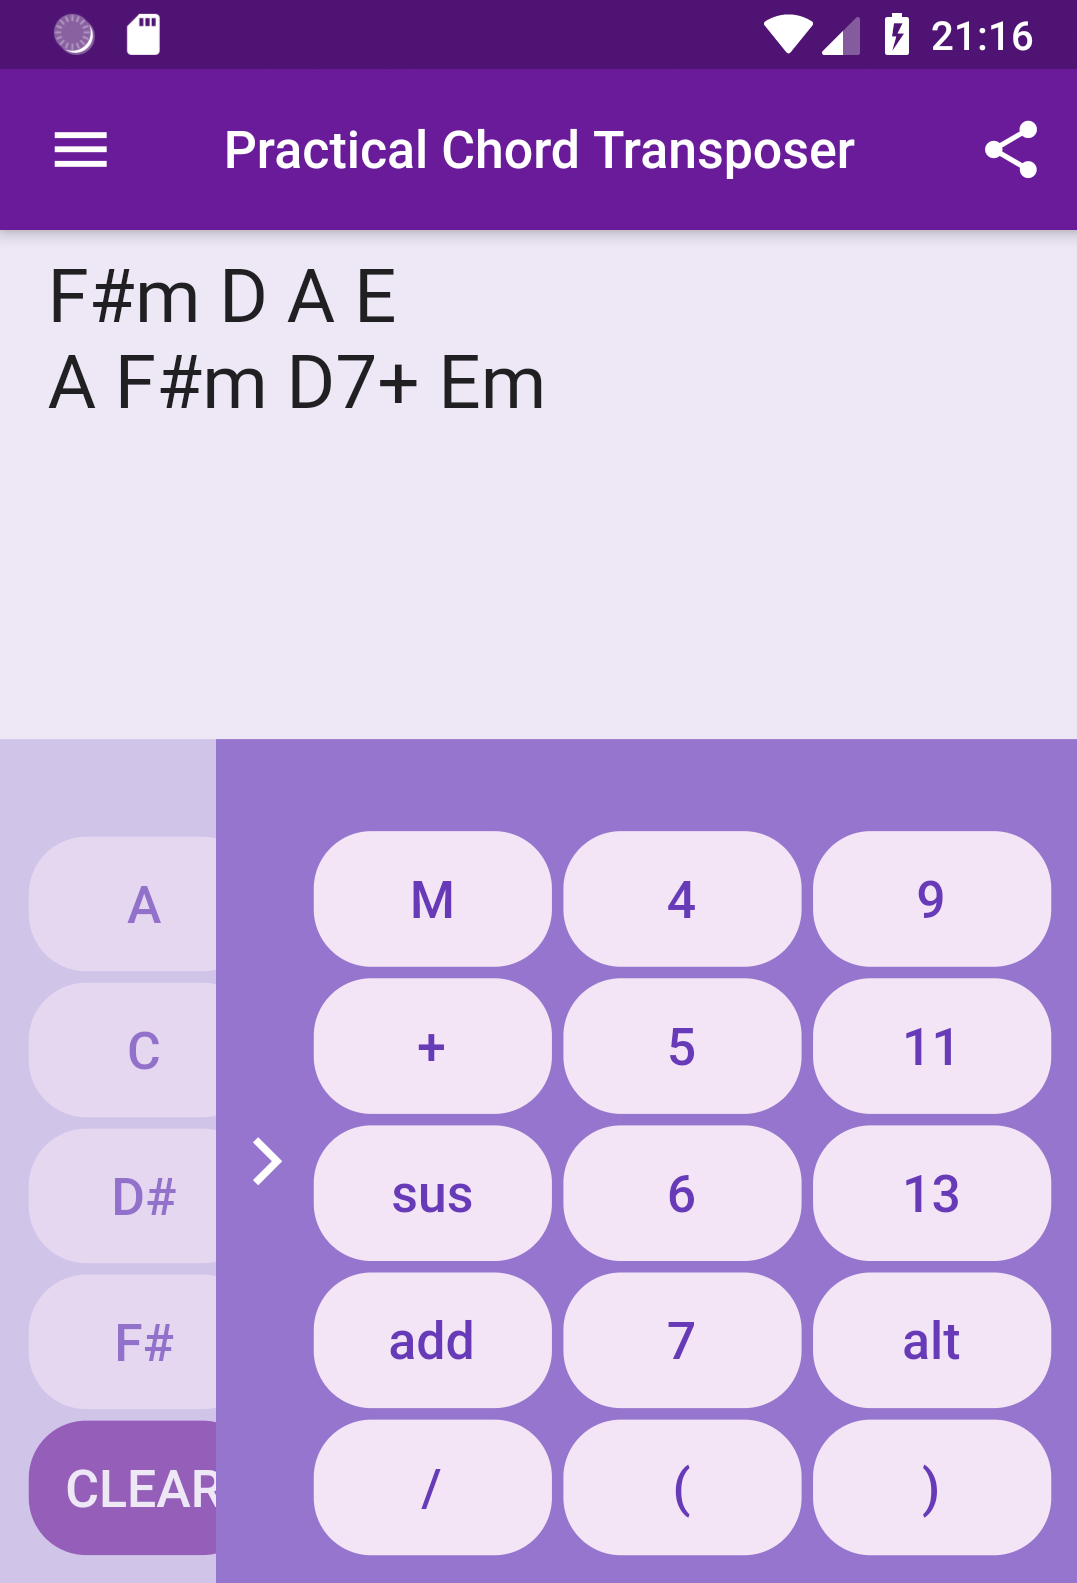 21:16
Practical Chord Transposer
F#m D A E
A F#m D7+ Em
A
M 4 9
C
+ 5 11
D#
sus 6 13
F#
add 7 alt
CLEAR
/ ( )